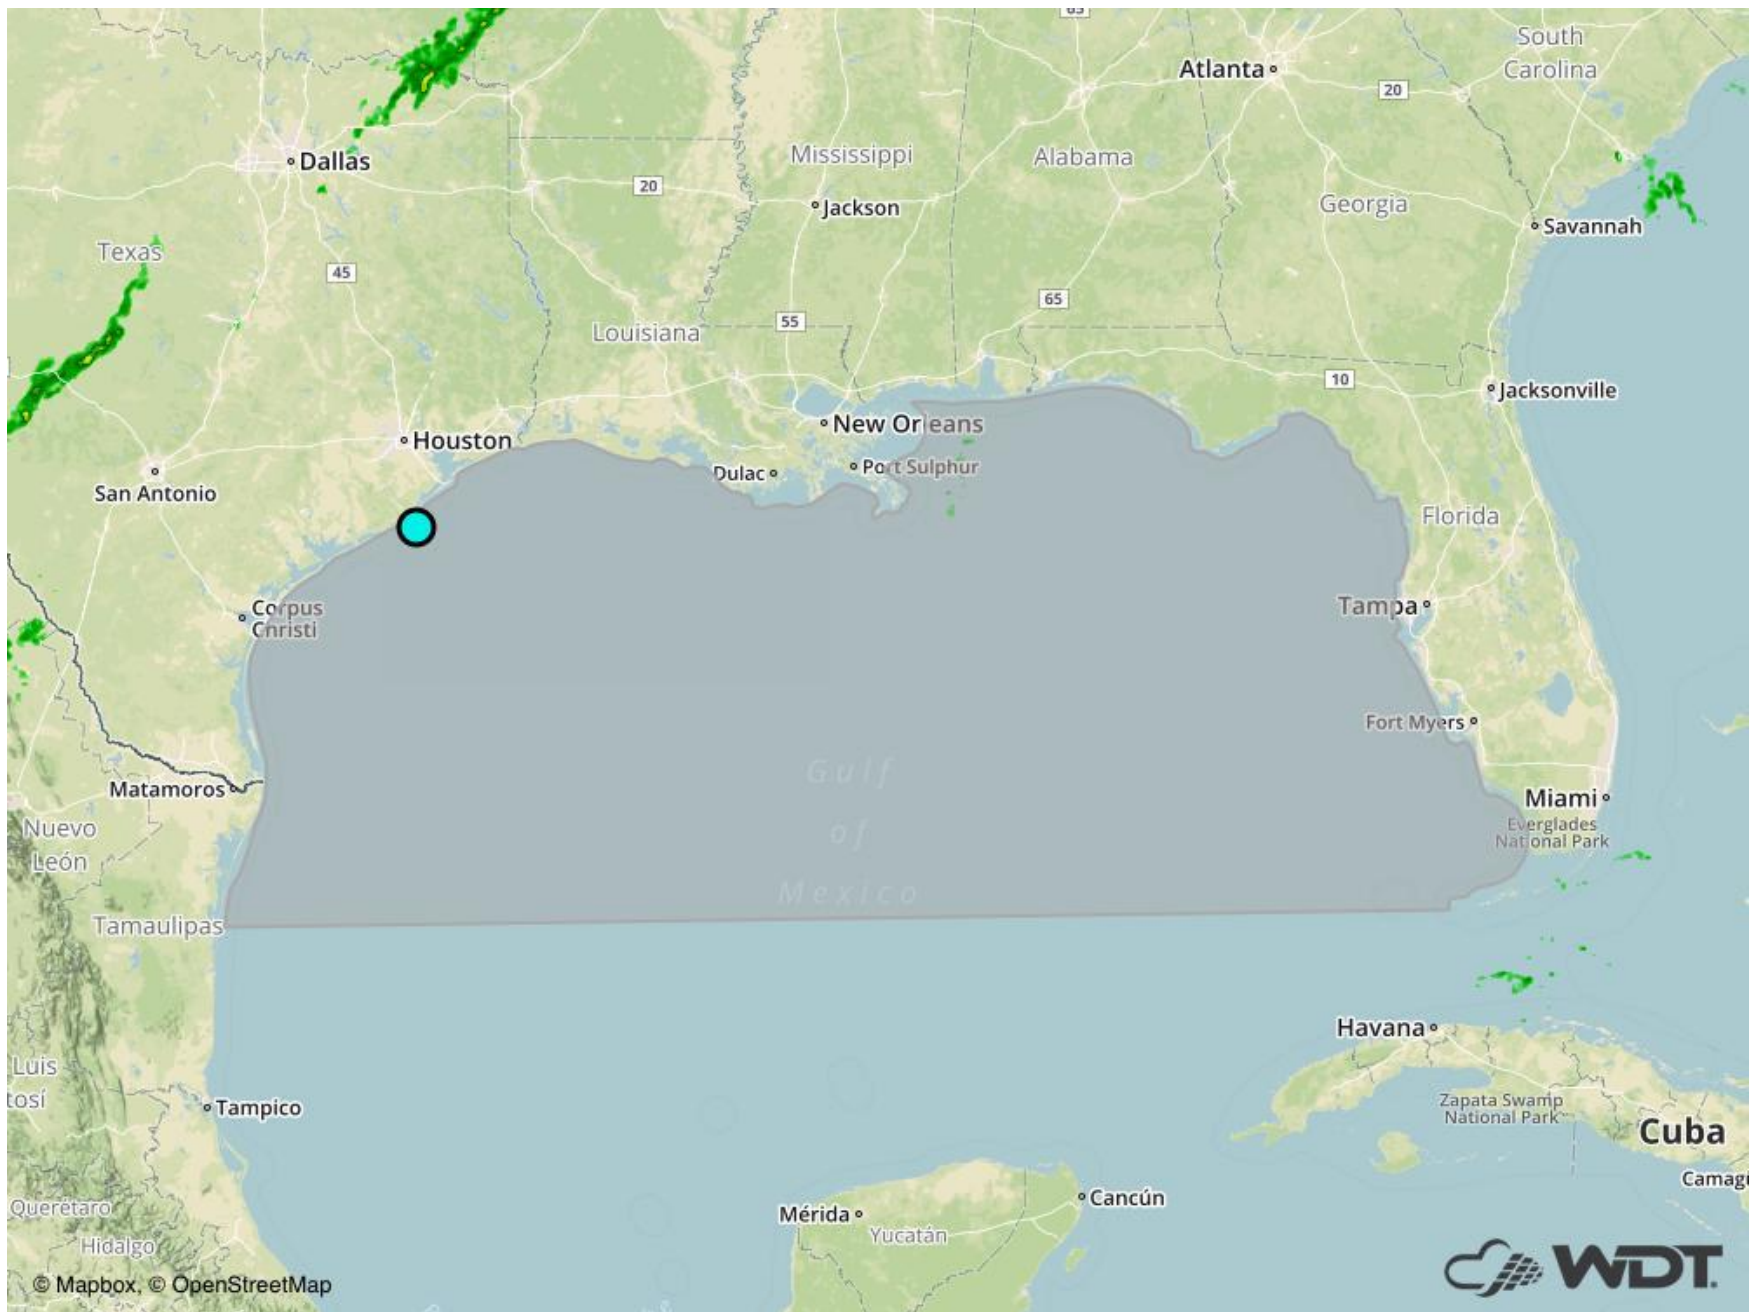 65
South
Carolina
Atlanta
20
Dallas
Mississippi
Alabama
20
Jackson
Georgia
Savannah
Texas
45
65
Louisiana
55
10
Jacksonville
New Orleans
Houston
Dulac
Port Sulphur
San Antonio
Florida
Corpus
Christi
Tampa
Fort Myers
Gulf
of
Mexico
Matamoros
Miami
Everglades
National Park
Nuevo
León
Tamaulipas
Havana
Luis
tosí
Zapata Swamp
National Park
Tampico
Cuba
Camagü
Cancún
Querétaro
Mérida
Yucatán
Hidalgo
WDT.
© Mapbox, © OpenStreetMap